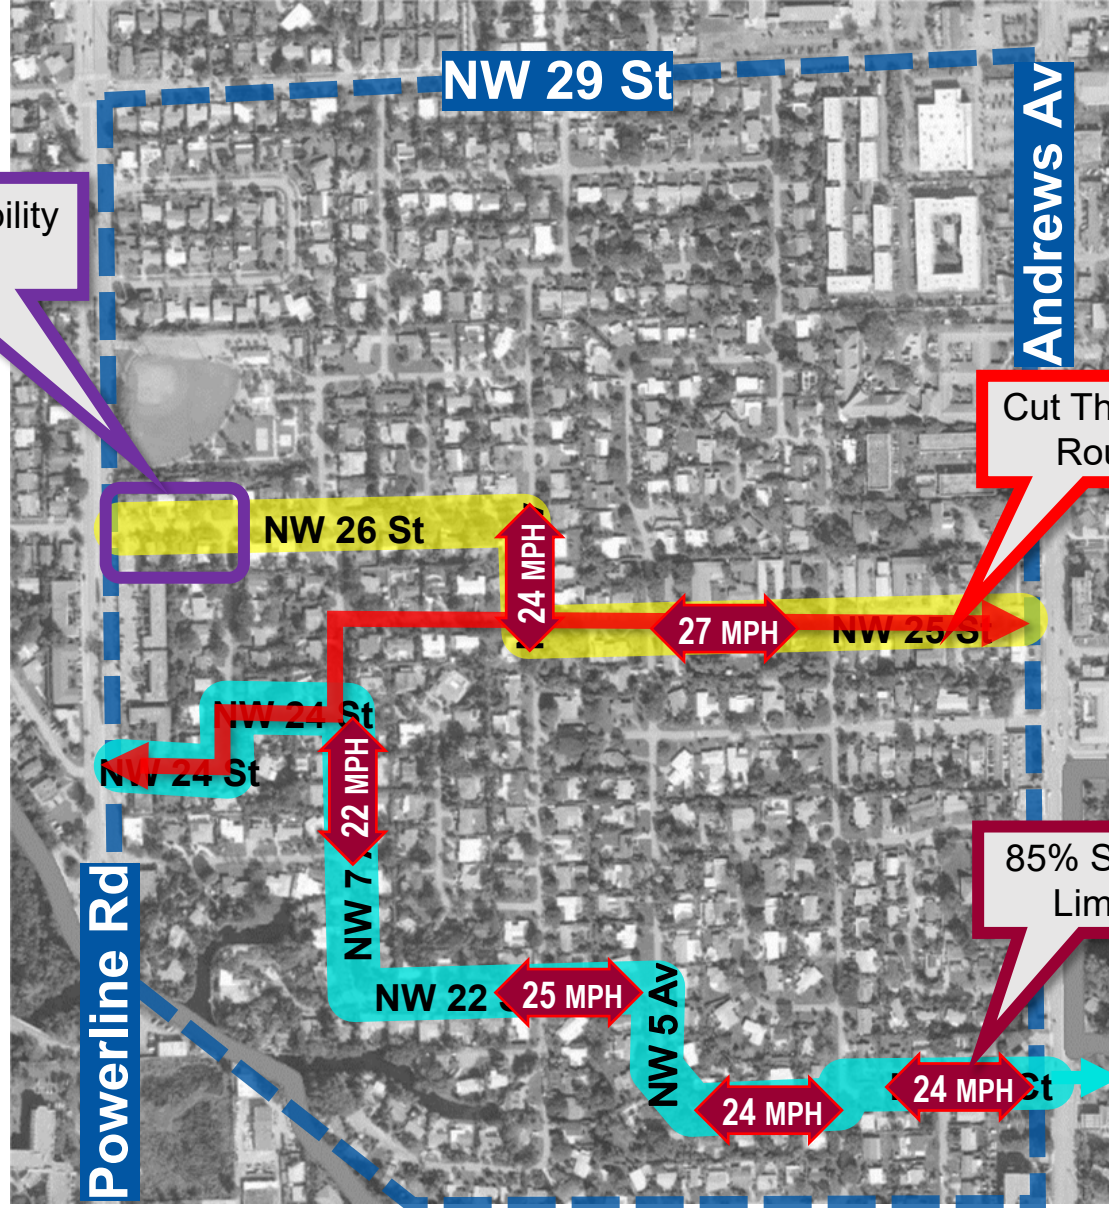 NW 29 St
Andrews Av
bility
Cut Th
Rou
NW 26 St
24 MPH
27 MPH
NW 25 St
NW 24 St
NW 24 St
22 MPH
NW 7
85% S
Lim
Powerline Rd
NW 22
25 MPH
NW 5 Av
24 MPH
24 MPH
Ct